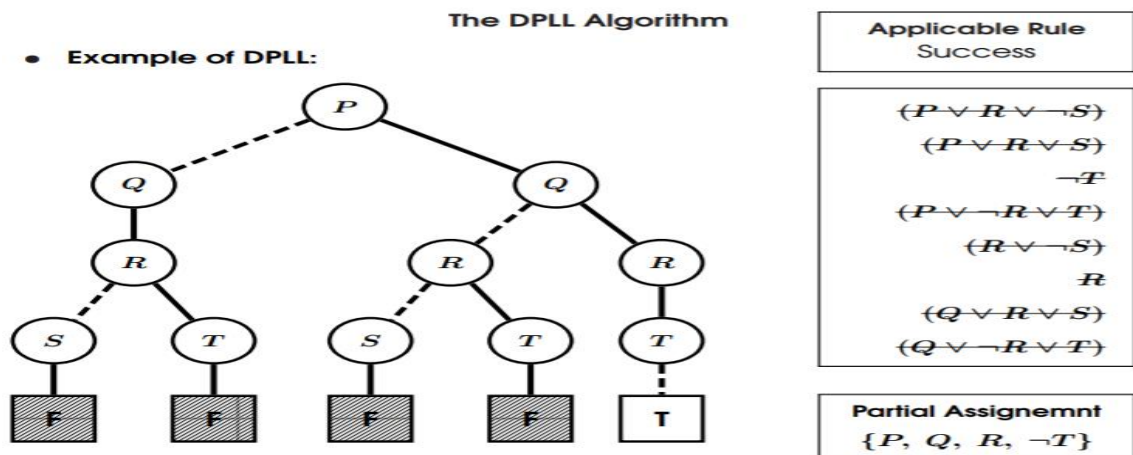 The DPLL Algorithm
• Example of DPLL:
P
Q Q
R R R
S T S T T
F F F F T
Applicable Rule
Success
(P ∨ R ∨ ¬S)
(P ∨ R ∨ S)
¬T
(P ∨ ¬R ∨ T)
(R ∨ ¬S)
R
(Q ∨ R ∨ S)
(Q ∨ ¬R ∨ T)
Partial Assignemnt
{P, Q, R, ¬T}